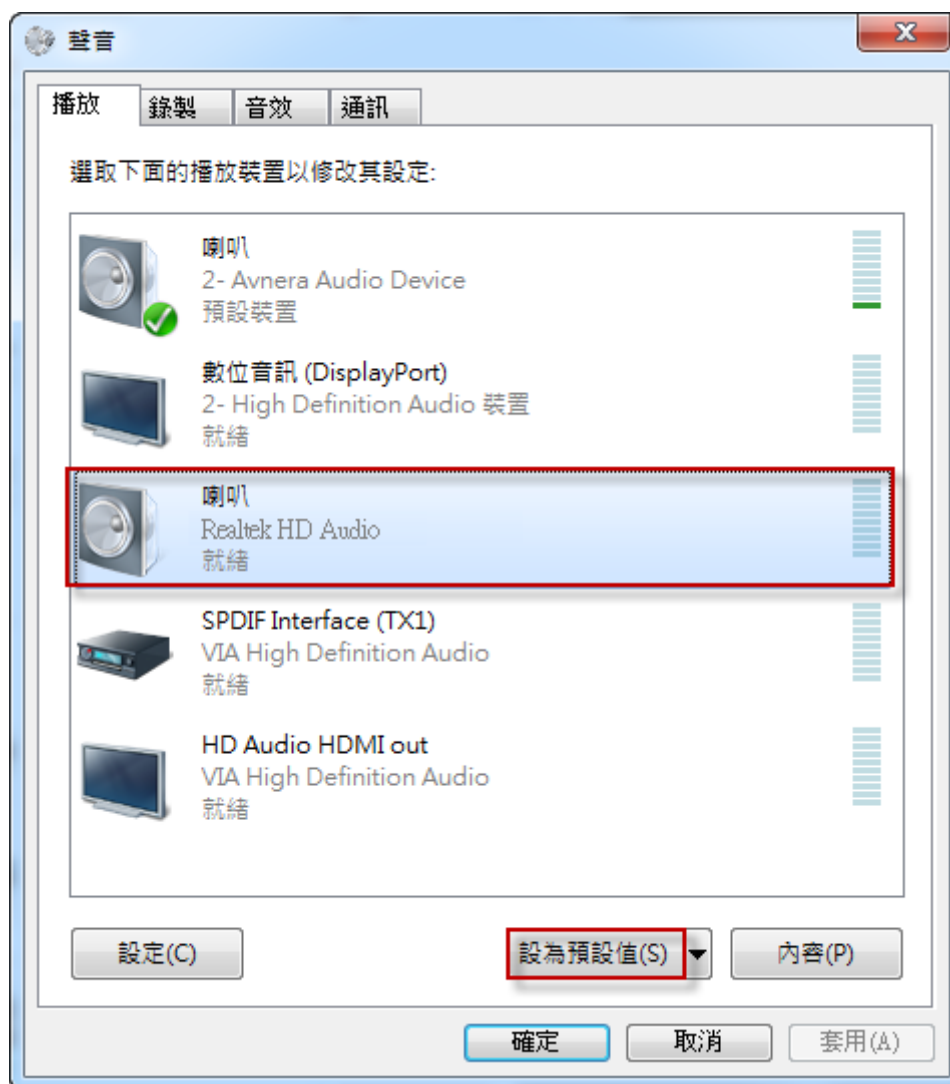 聲音
播放 錄製 音效 通訊
選取下面的播放裝置以修改其設定:
喇叭
2- Avnera Audio Device
預設裝置
數位音訊 (DisplayPort)
2- High Definition Audio 裝置
就緒
喇叭
Realtek HD Audio
就緒
SPDIF Interface (TX1)
VIA High Definition Audio
就緒
HD Audio HDMI out
VIA High Definition Audio
就緒
設定(C) 設為預設值(S) 內容(P)
確定 取消 套用(A)